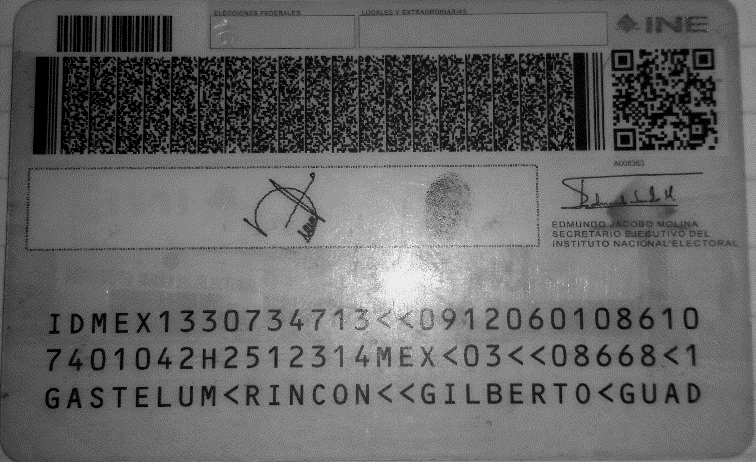 ELECCIONES FEDERALES
LOCALES Y EXTRAORDINARIAS
INE
A008363
EDMUNDO JACOBO MOLINA
SECRETARIO EJECUTIVO DEL
INSTITUTO NACIONAL ELECTORAL
IDMEX1330734713<<0912060108610
7401042H2512314MEX<03<<08668<1
GASTELUM<RINCON<<GILBERTO<GUAD